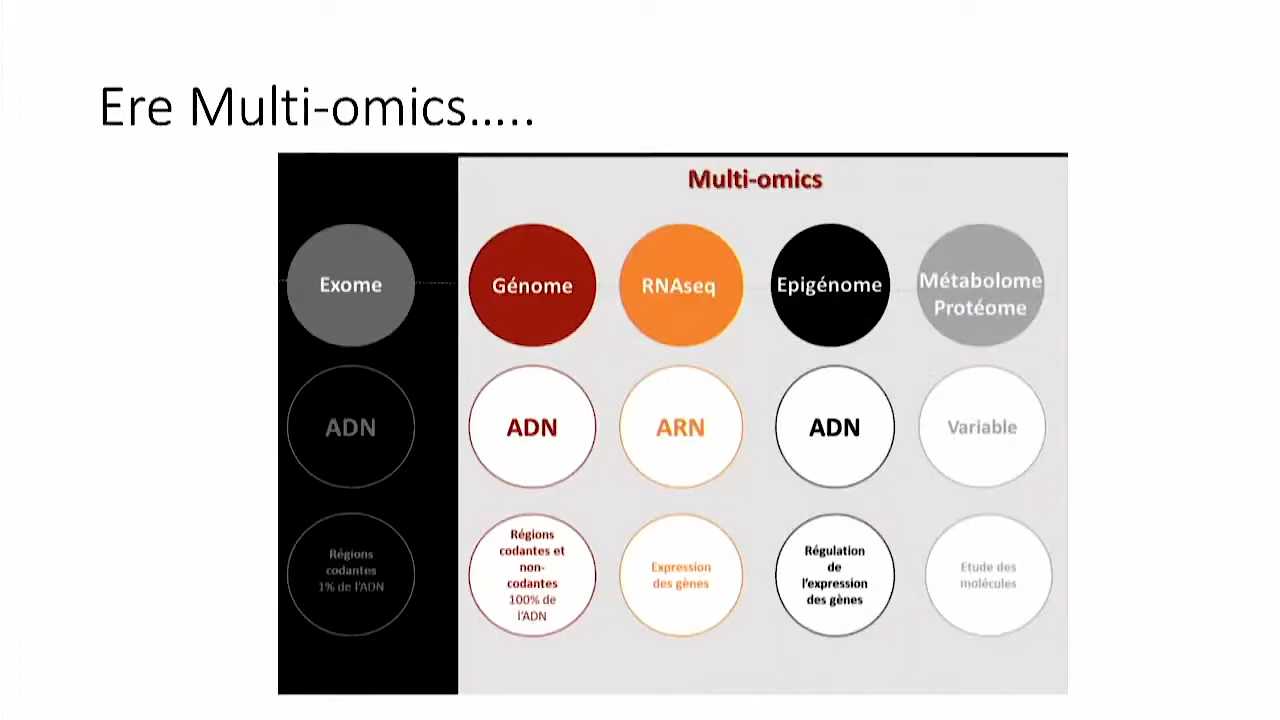 Ere Multi-omics…..
Multi-omics
Exome
Génome
RNAseq
Epigénome
Métabolome
Protéome
ADN
ADN
ARN
ADN
Variable
Régions
codantes
1% de l'ADN
Régions
codantes et
non-
codantes
100% de
l'ADN
Expression
des gènes
Régulation
de
l'expression
des gènes
Etude des
molécules